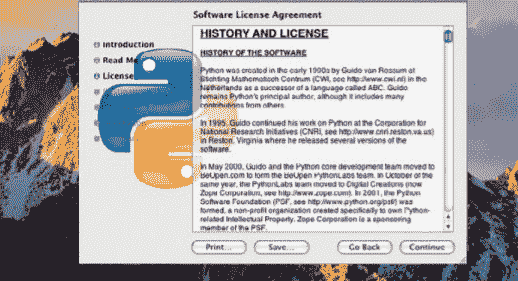 Software License Agreement
Introduction
Read Me
License
HISTORY AND LICENSE
HISTORY OF THE SOFTWARE
Python was created in the early 1990s by Guido van Rossum at
Stichting Mathematisch Centrum (CWI, see http://www.cwi.nl) in the
Netherlands as a successor of a language called ABC. Guido
remains Python's principal author, although it includes many
contributions from others.
In 1995, Guido continued his work on Python at the Corporation for
National Research Initiatives (CNRI, see http://www.cnri.reston.va.us)
in Reston, Virginia where he released several versions of the
software.
In May 2000, Guido and the Python core development team moved to
BeOpen.com to form the BeOpen PythonLabs team. In October of the
same year, the PythonLabs team moved to Digital Creations (now
Zope Corporation, see http://www.zope.com). In 2001, the Python
Software Foundation (PSF, see http://www.python.org/psf/) was
formed, a non-profit organization created specifically to own Python-
related Intellectual Property. Zope Corporation is a sponsoring
member of the PSF.
Print...
Save...
Go Back
Continue